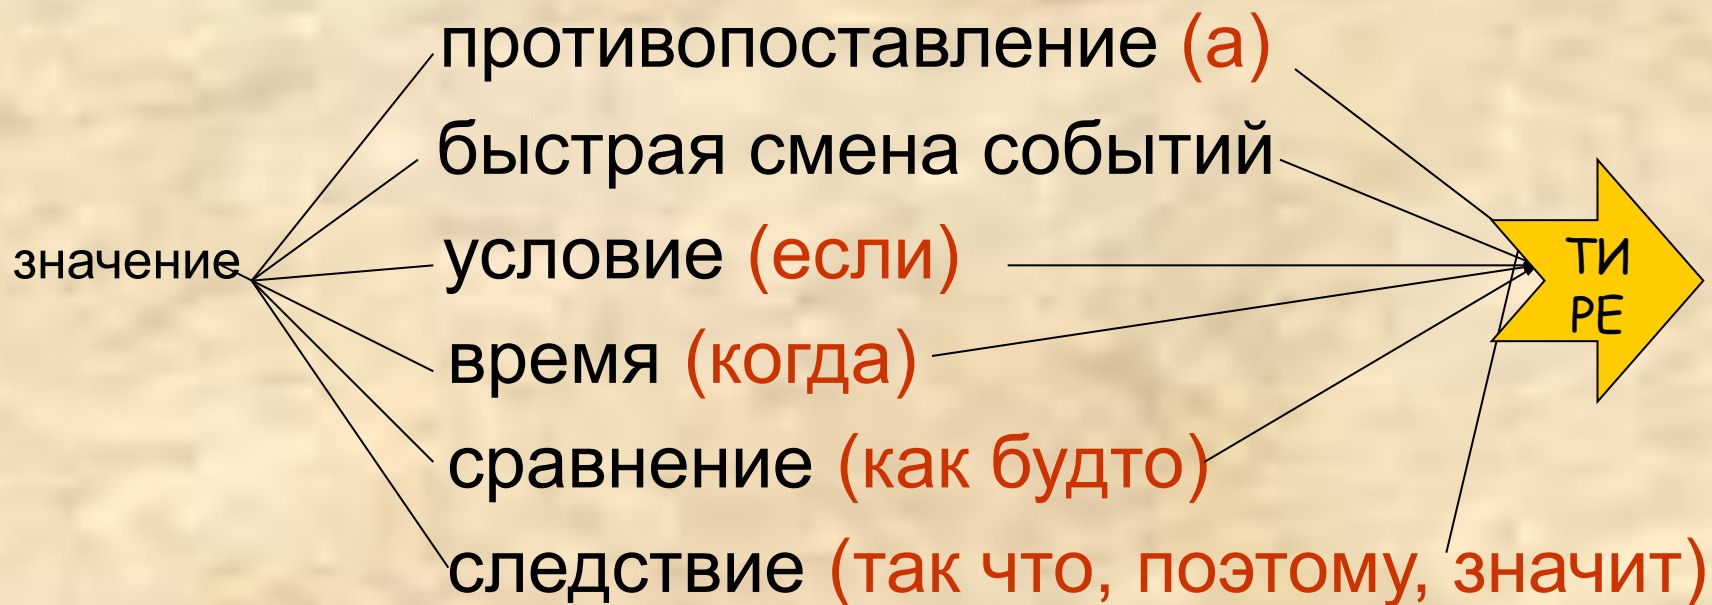 противопоставление (а)
быстрая смена событий
значение
условие (если)
время (когда)
сравнение (как будто)
следствие (так что, поэтому, значит)
ТИ
РЕ